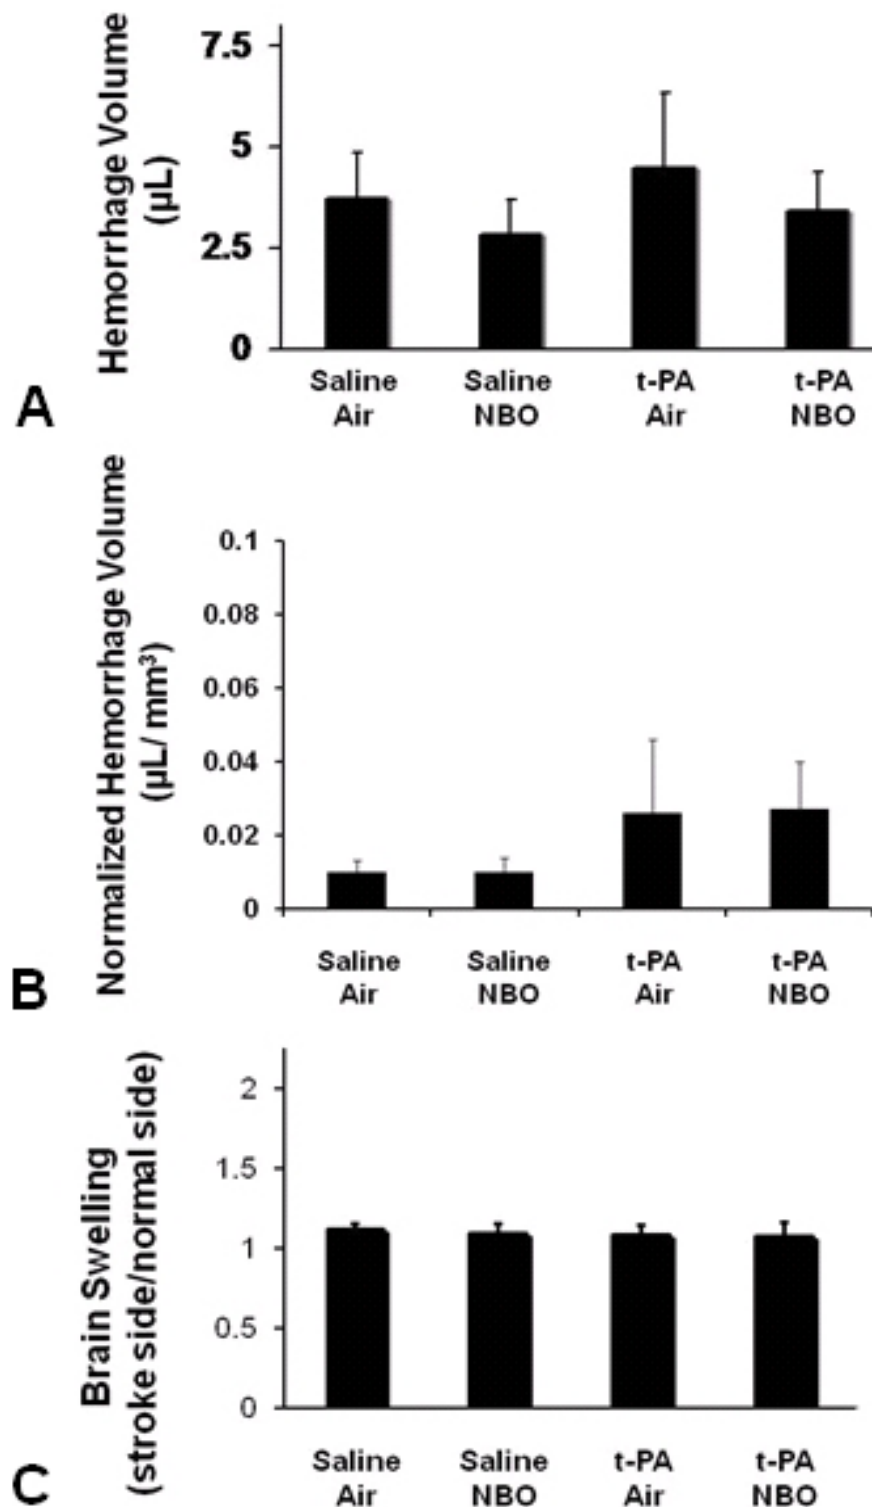 Hemorrhage Volume
(µL)
7.5
5
2.5
0
Saline Saline t-PA t-PA
Air NBO Air NBO
A
Normalized Hemorrhage Volume
(µL/ mm³)
0.1
0.08
0.06
0.04
0.02
0
Saline Saline t-PA t-PA
Air NBO Air NBO
B
Brain Swelling
(stroke side/normal side)
2
1.5
1
0.5
0
Saline Saline t-PA t-PA
Air NBO Air NBO
C